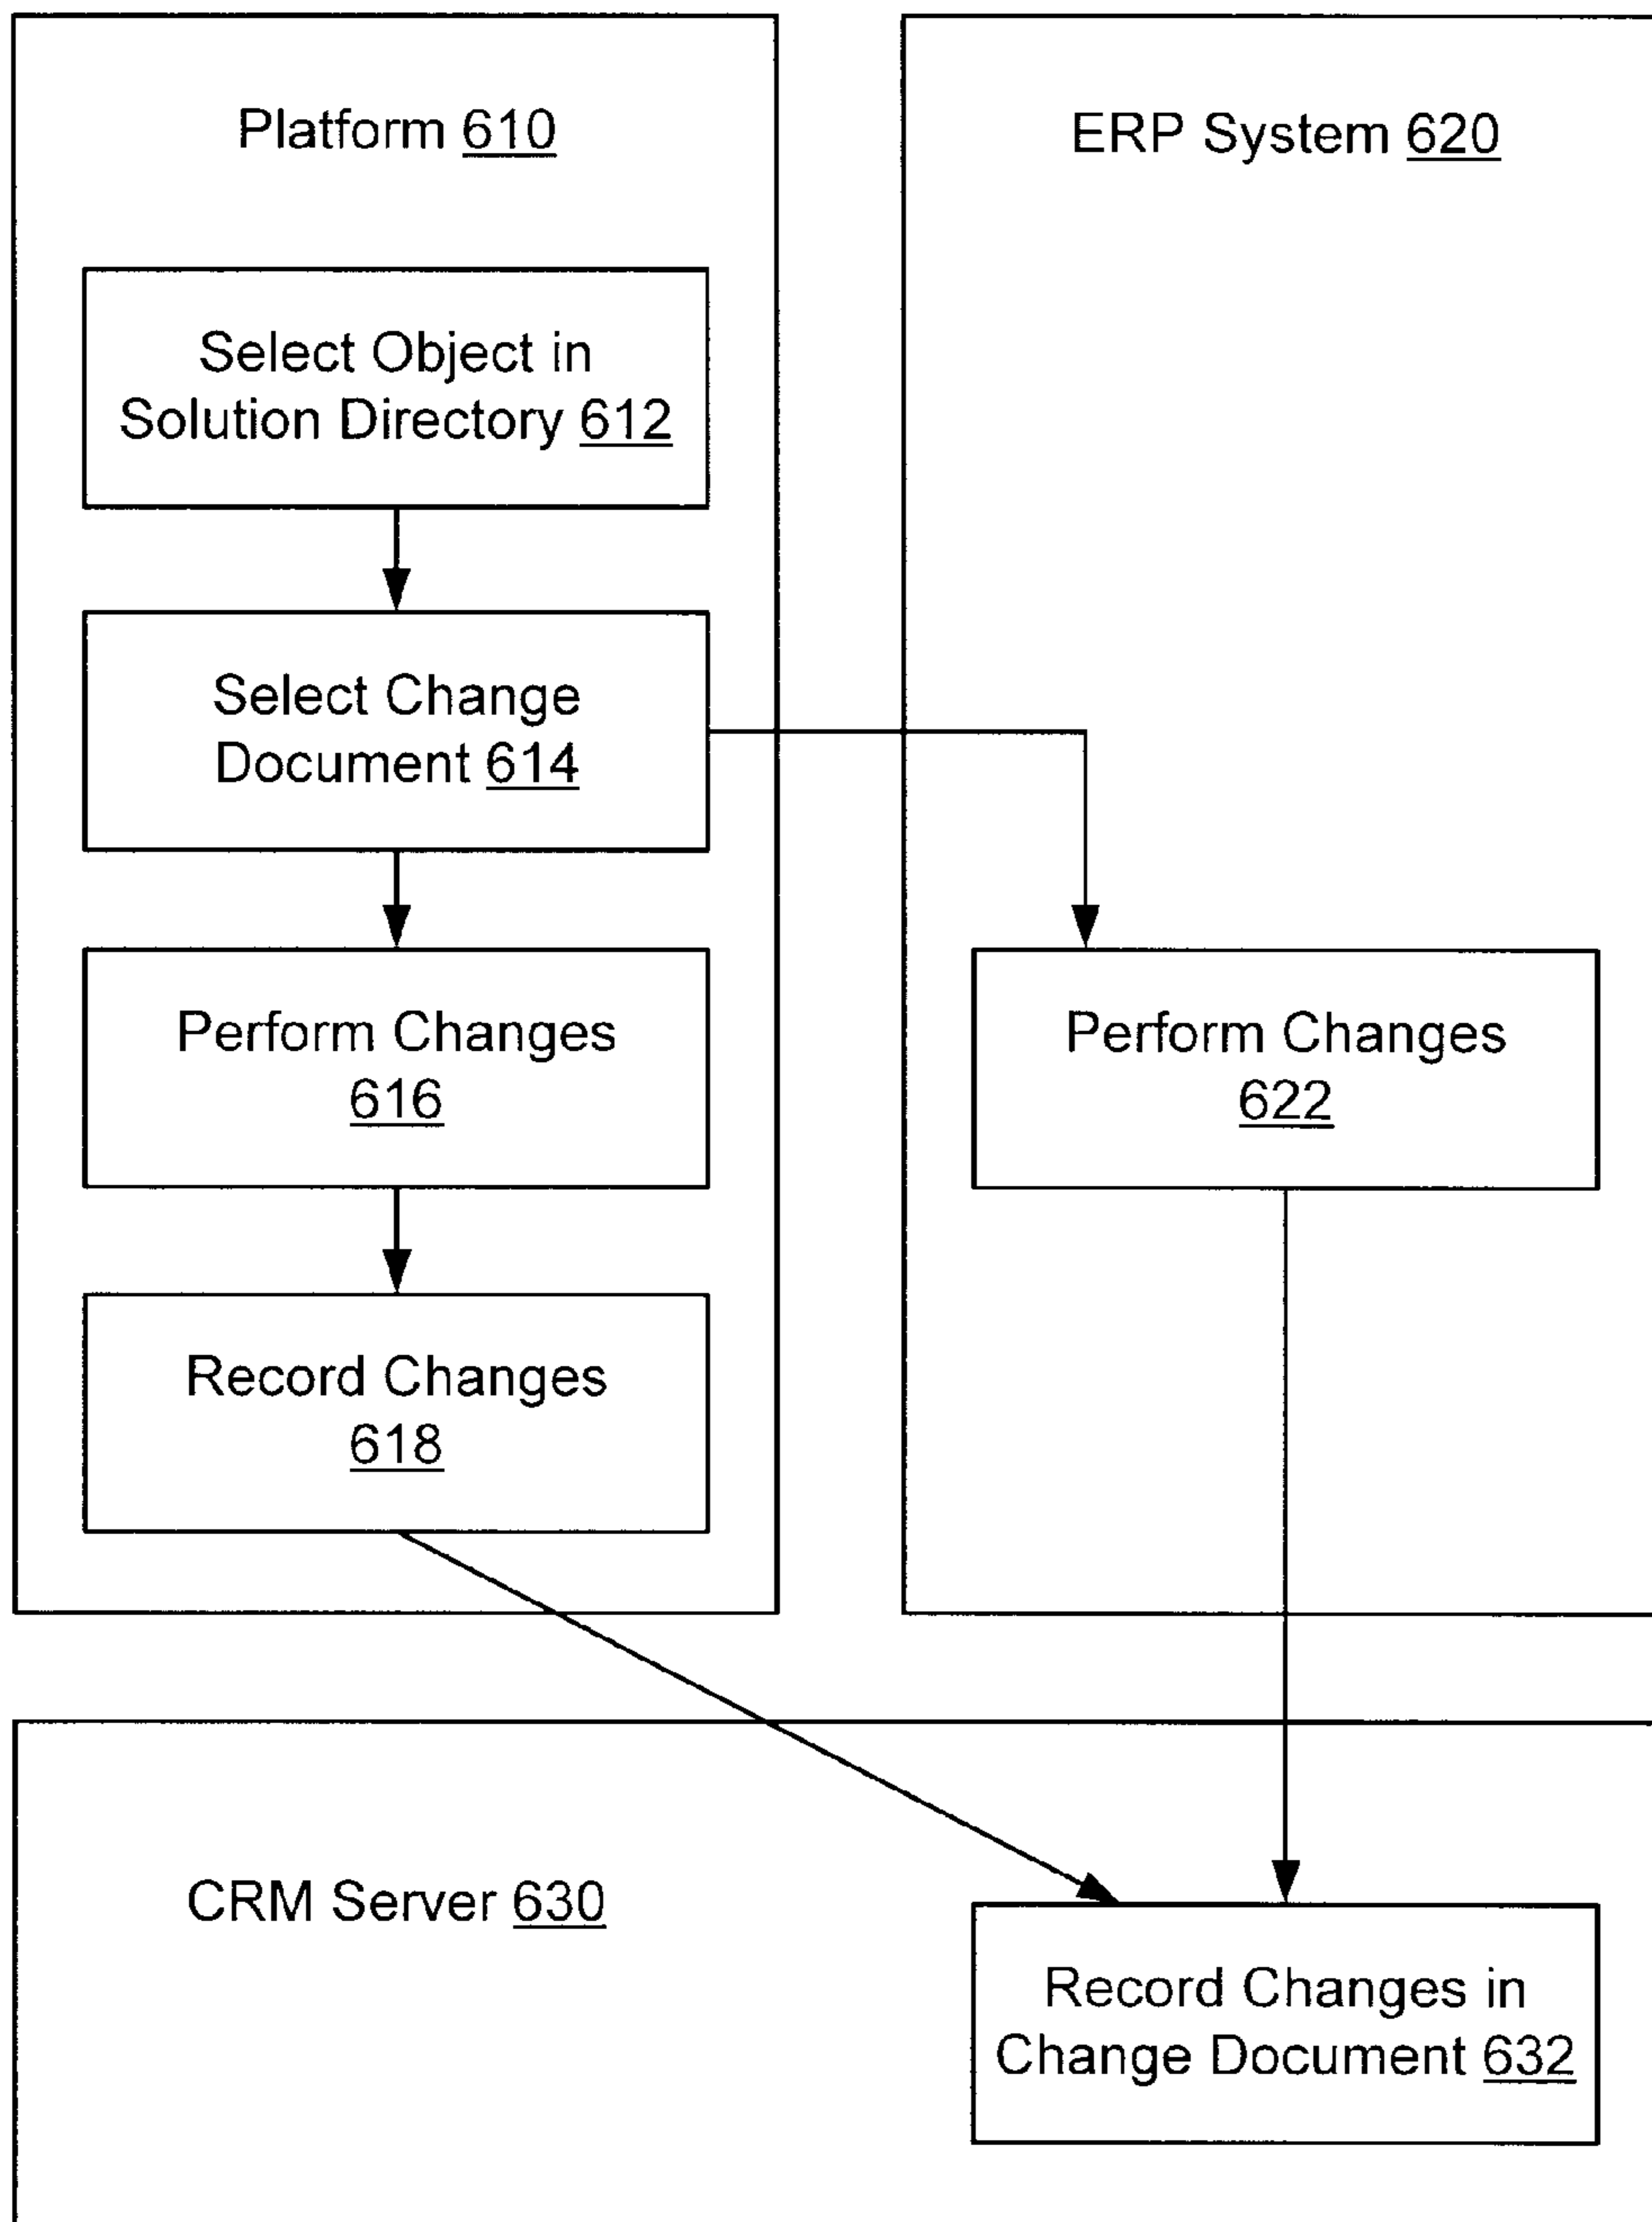 Platform 610
Select Object in
Solution Directory 612
Select Change
Document 614
Perform Changes
616
Record Changes
618
ERP System 620
Perform Changes
622
CRM Server 630
Record Changes in
Change Document 632